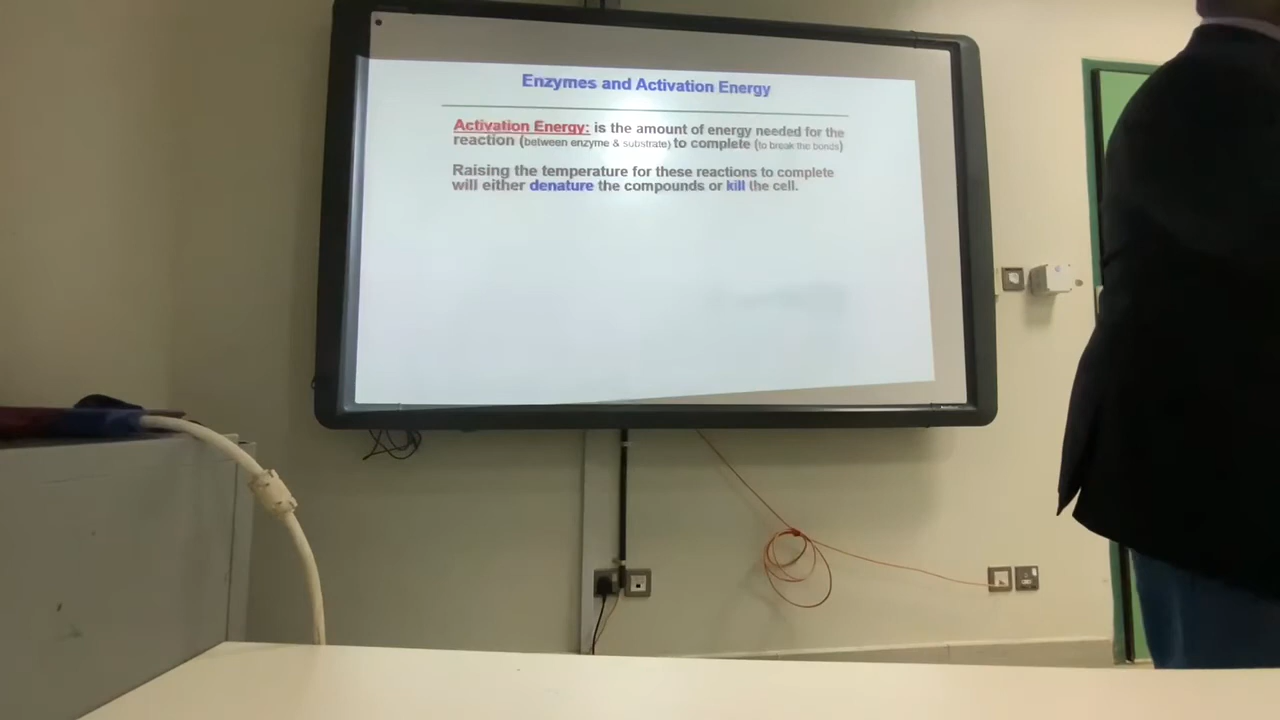 Enzymes and Activation Energy
Activation Energy: is the amount of energy needed for the
reaction (between enzyme & substrate) to complete (to break the bonds)
Raising the temperature for these reactions to complete
will either denature the compounds or kill the cell.